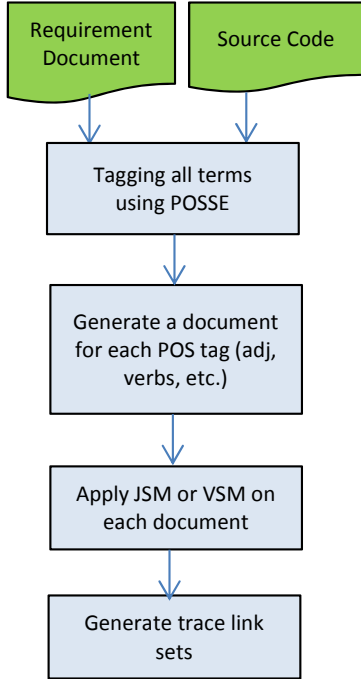 Requirement
Document
Source Code
Tagging all terms
using POSSE
Generate a document
for each POS tag (adj,
verbs, etc.)
Apply JSM or VSM on
each document
Generate trace link
sets